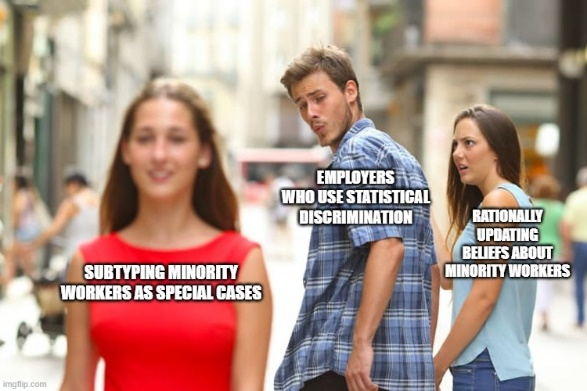 EMPLOYERS
WHO USE STATISTICAL
DISCRIMINATION
RATIONALLY
UPDATING
BELIEFS ABOUT
MINORITY WORKERS
SUBTYPING MINORITY
WORKERS AS SPECIAL CASES
imgflip.com